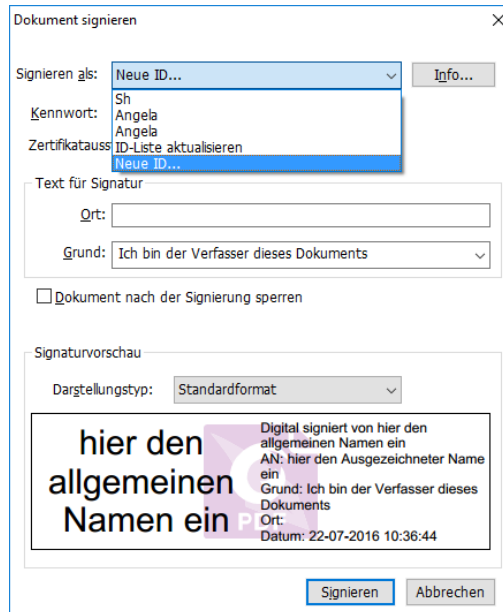 Dokument signieren
Signieren als: Neue ID... Info...
Sh
Kennwort: Angela
Angela
Zertifikatauss ID-Liste aktualisieren
Neue ID...
Text für Signatur
Ort:
Grund: Ich bin der Verfasser dieses Dokuments
Dokument nach der Signierung sperren
Signaturvorschau
Darstellungstyp: Standardformat
hier den
allgemeinen
Namen ein
Digital signiert von hier den
allgemeinen Namen ein
AN: hier den Ausgezeichneter Name
ein
Grund: Ich bin der Verfasser dieses
Dokuments
Ort:
Datum: 22-07-2016 10:36:44
PDF
Signieren Abbrechen